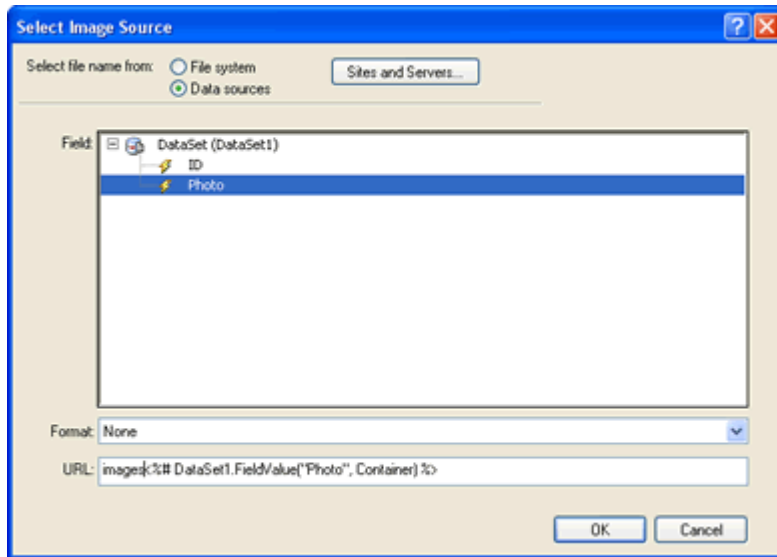 Select Image Source
Select file name from: File system
Sites and Servers...
Data sources
Field: DataSet (DataSet1)
ID
Photo
Format: None
URL: images<%# DataSet1.FieldValue("Photo", Container) %>
OK Cancel